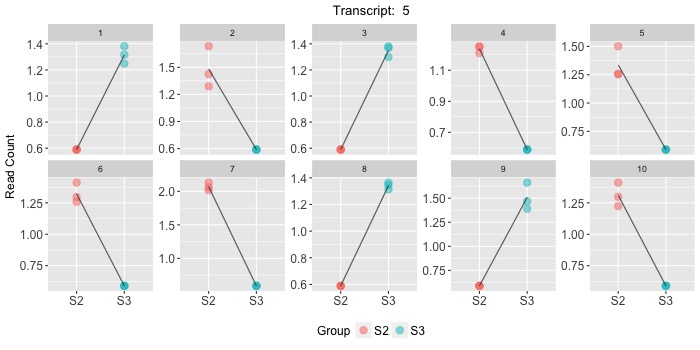 Transcript: 5
1 2 3 4 5
1.4 1.2 1.0 0.8 0.6
1.5 1.2 0.9 0.6
1.4 1.2 1.0 0.8 0.6
1.1 0.9 0.7
1.50 1.25 1.00 0.75
Read Count
6 7 8 9 10
1.25 1.00 0.75
2.0 1.5 1.0
1.4 1.2 1.0 0.8 0.6
1.50 1.25 1.00 0.75
1.25 1.00 0.75
S2 S3 S2 S3 S2 S3 S2 S3 S2 S3
Group S2 S3